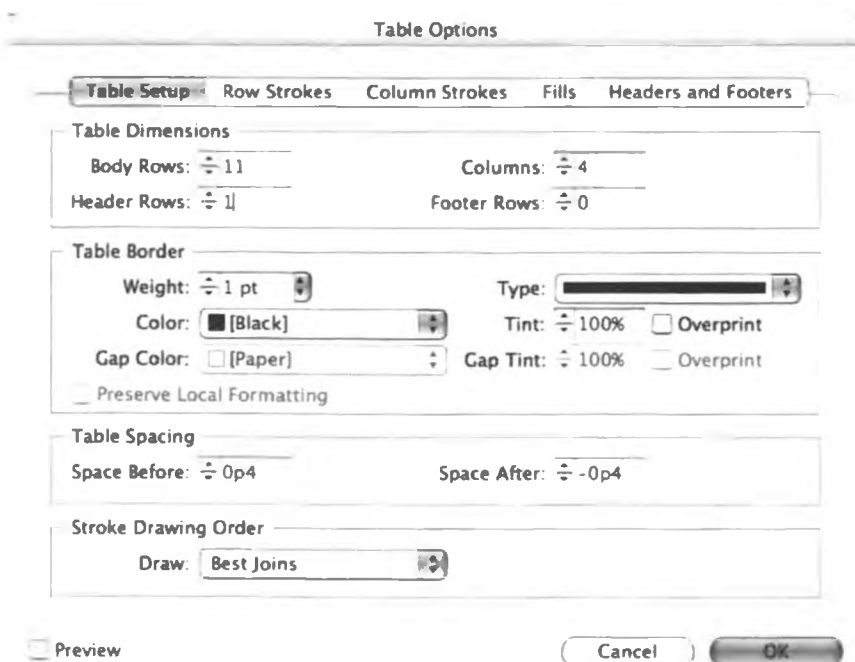 Table Options
Table Setup Row Strokes Column Strokes Fills Headers and Footers
Table Dimensions
Body Rows: 11 Columns: 4
Header Rows: 1 Footer Rows: 0
Table Border
Weight: 1 pt Type:
Color: [Black] Tint: 100% Overprint
Gap Color: [Paper] Gap Tint: 100% Overprint
Preserve Local Formatting
Table Spacing
Space Before: 0p4 Space After: -0p4
Stroke Drawing Order
Draw: Best Joins
Preview Cancel OK